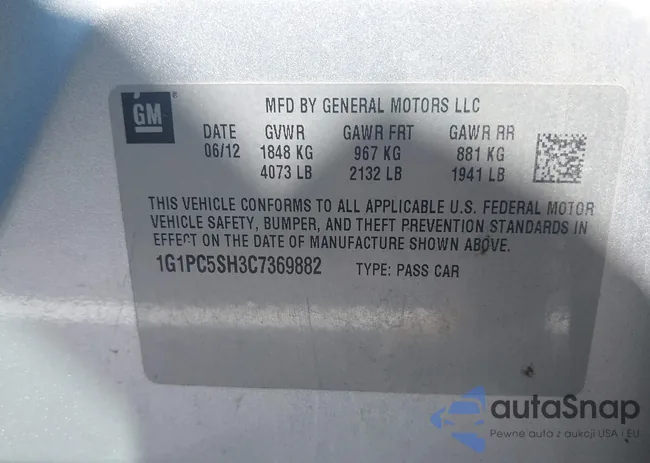 GM
MFD BY GENERAL MOTORS LLC
DATE GVWR GAWR FRT GAWR RR
06/12 1848 KG 967 KG 881 KG
4073 LB 2132 LB 1941 LB
THIS VEHICLE CONFORMS TO ALL APPLICABLE U.S. FEDERAL MOTOR
VEHICLE SAFETY, BUMPER, AND THEFT PREVENTION STANDARDS IN
EFFECT ON THE DATE OF MANUFACTURE SHOWN ABOVE.
1G1PC5SH3C7369882 TYPE: PASS CAR
autoSnap
Pewne auta z aukcji USA i EU